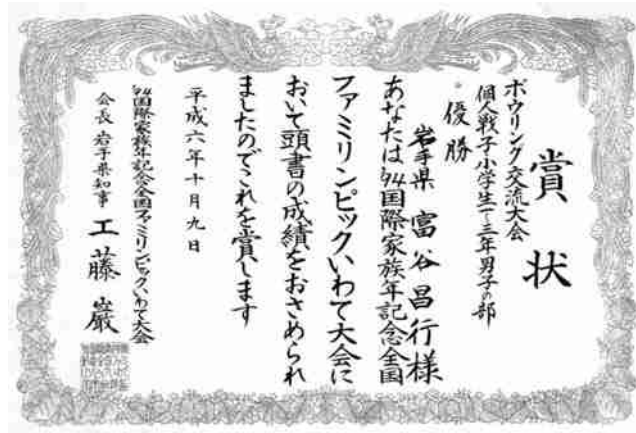 賞状
ボウリング交流大会
個人戦子小学生一~三年男子の部
優勝
岩手県 富谷昌行様
あなたは'94国際家族年記念全国
ファミリンピックいわて大会に
おいて頭書の成績をおさめられ
ましたのでこれを賞します
平成六年十月九日
'94国際家族年記念全国ファミリンピックいわて大会
会長 岩手県知事 工藤巖